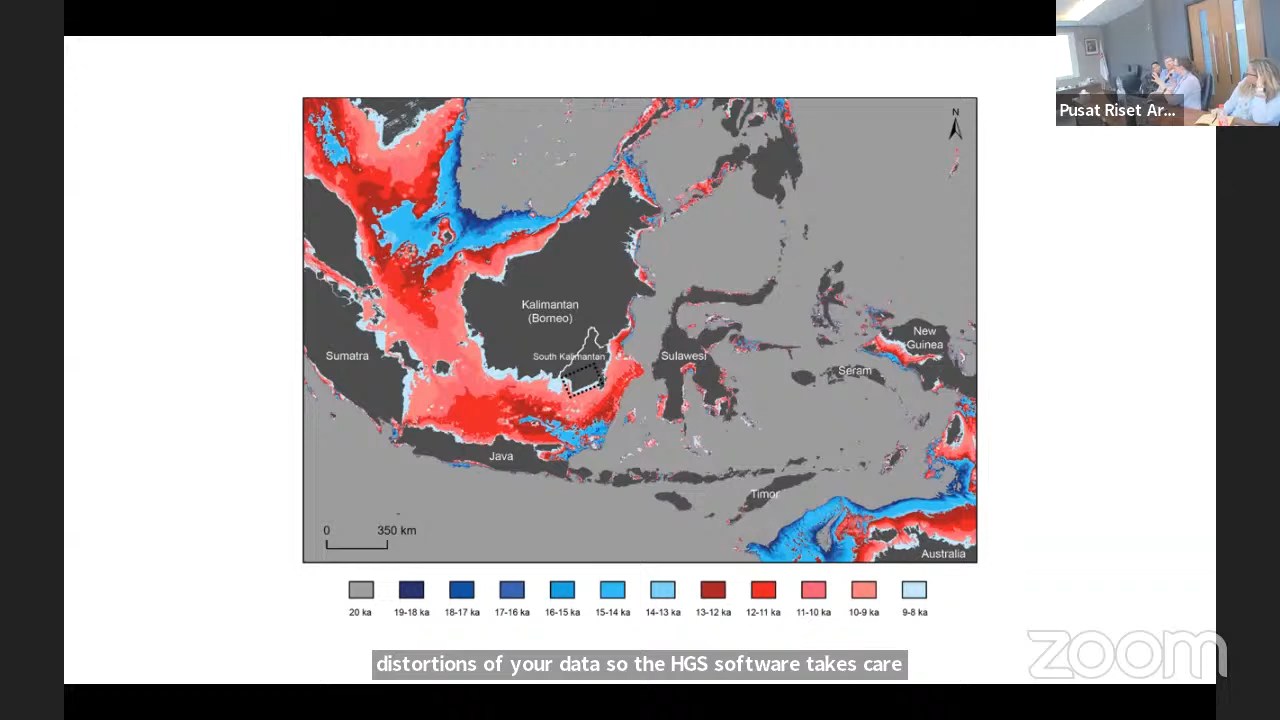 Pusat Riset Ar...
N
Kalimantan
(Borneo)
South Kalimantan
Sumatra
Sulawesi
New
Guinea
Seram
Java
Timor
Australia
0 350 km
20 ka 19-18 ka 18-17 ka 17-16 ka 16-15 ka 15-14 ka 14-13 ka 13-12 ka 12-11 ka 11-10 ka 10-9 ka 9-8 ka
distortions of your data so the HGS software takes care
zoom